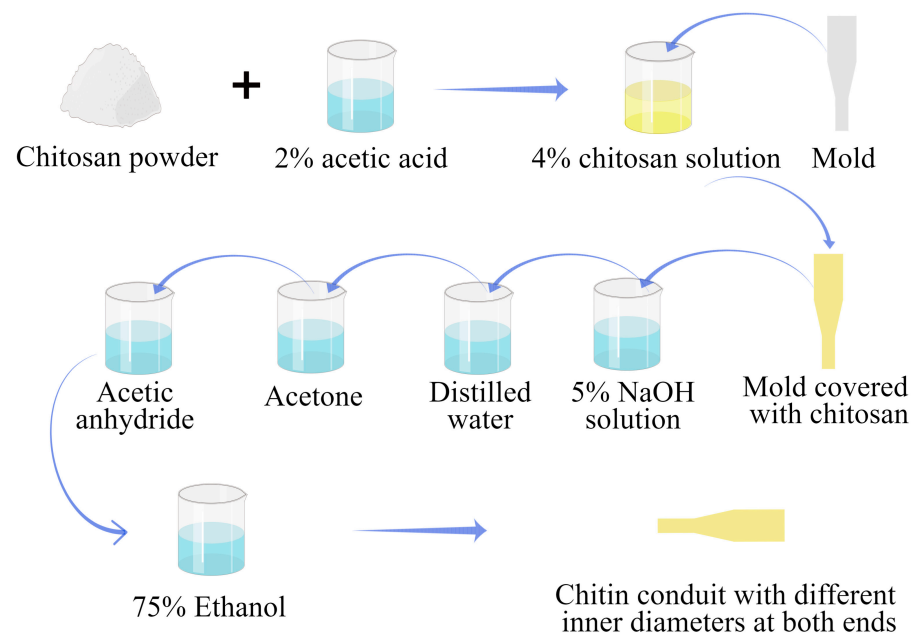 +
Chitosan powder
2% acetic acid
4% chitosan solution
Mold
Acetic
anhydride
Acetone
Distilled
water
5% NaOH
solution
Mold covered
with chitosan
75% Ethanol
Chitin conduit with different
inner diameters at both ends